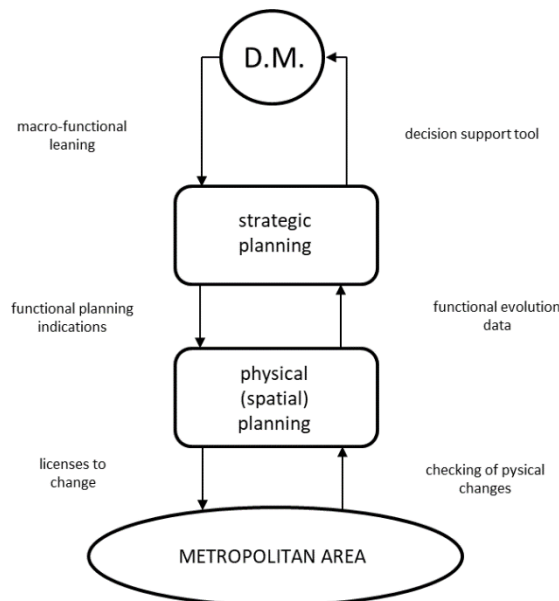 D.M.
macro-functional
leaning
decision support tool
strategic
planning
functional planning
indications
functional evolution
data
physical
(spatial)
planning
licenses to
change
checking of pysical
changes
METROPOLITAN AREA